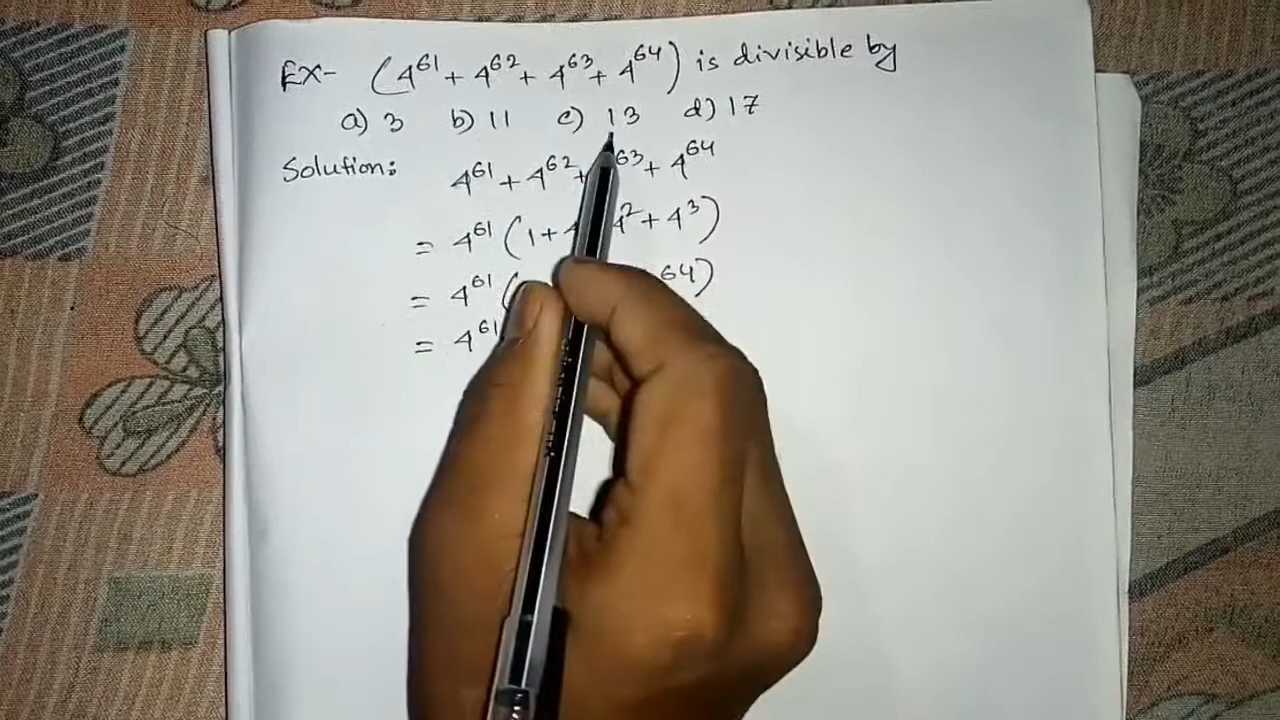 Ex- (4^61 + 4^62 + 4^63 + 4^64) is divisible by
a) 3 b) 11 c) 13 d) 17
Solution: 4^61 + 4^62 + 63 + 4^64
= 4^61 (1 + 4^2 + 4^3)
= 4^61 ( 64)
= 4^61